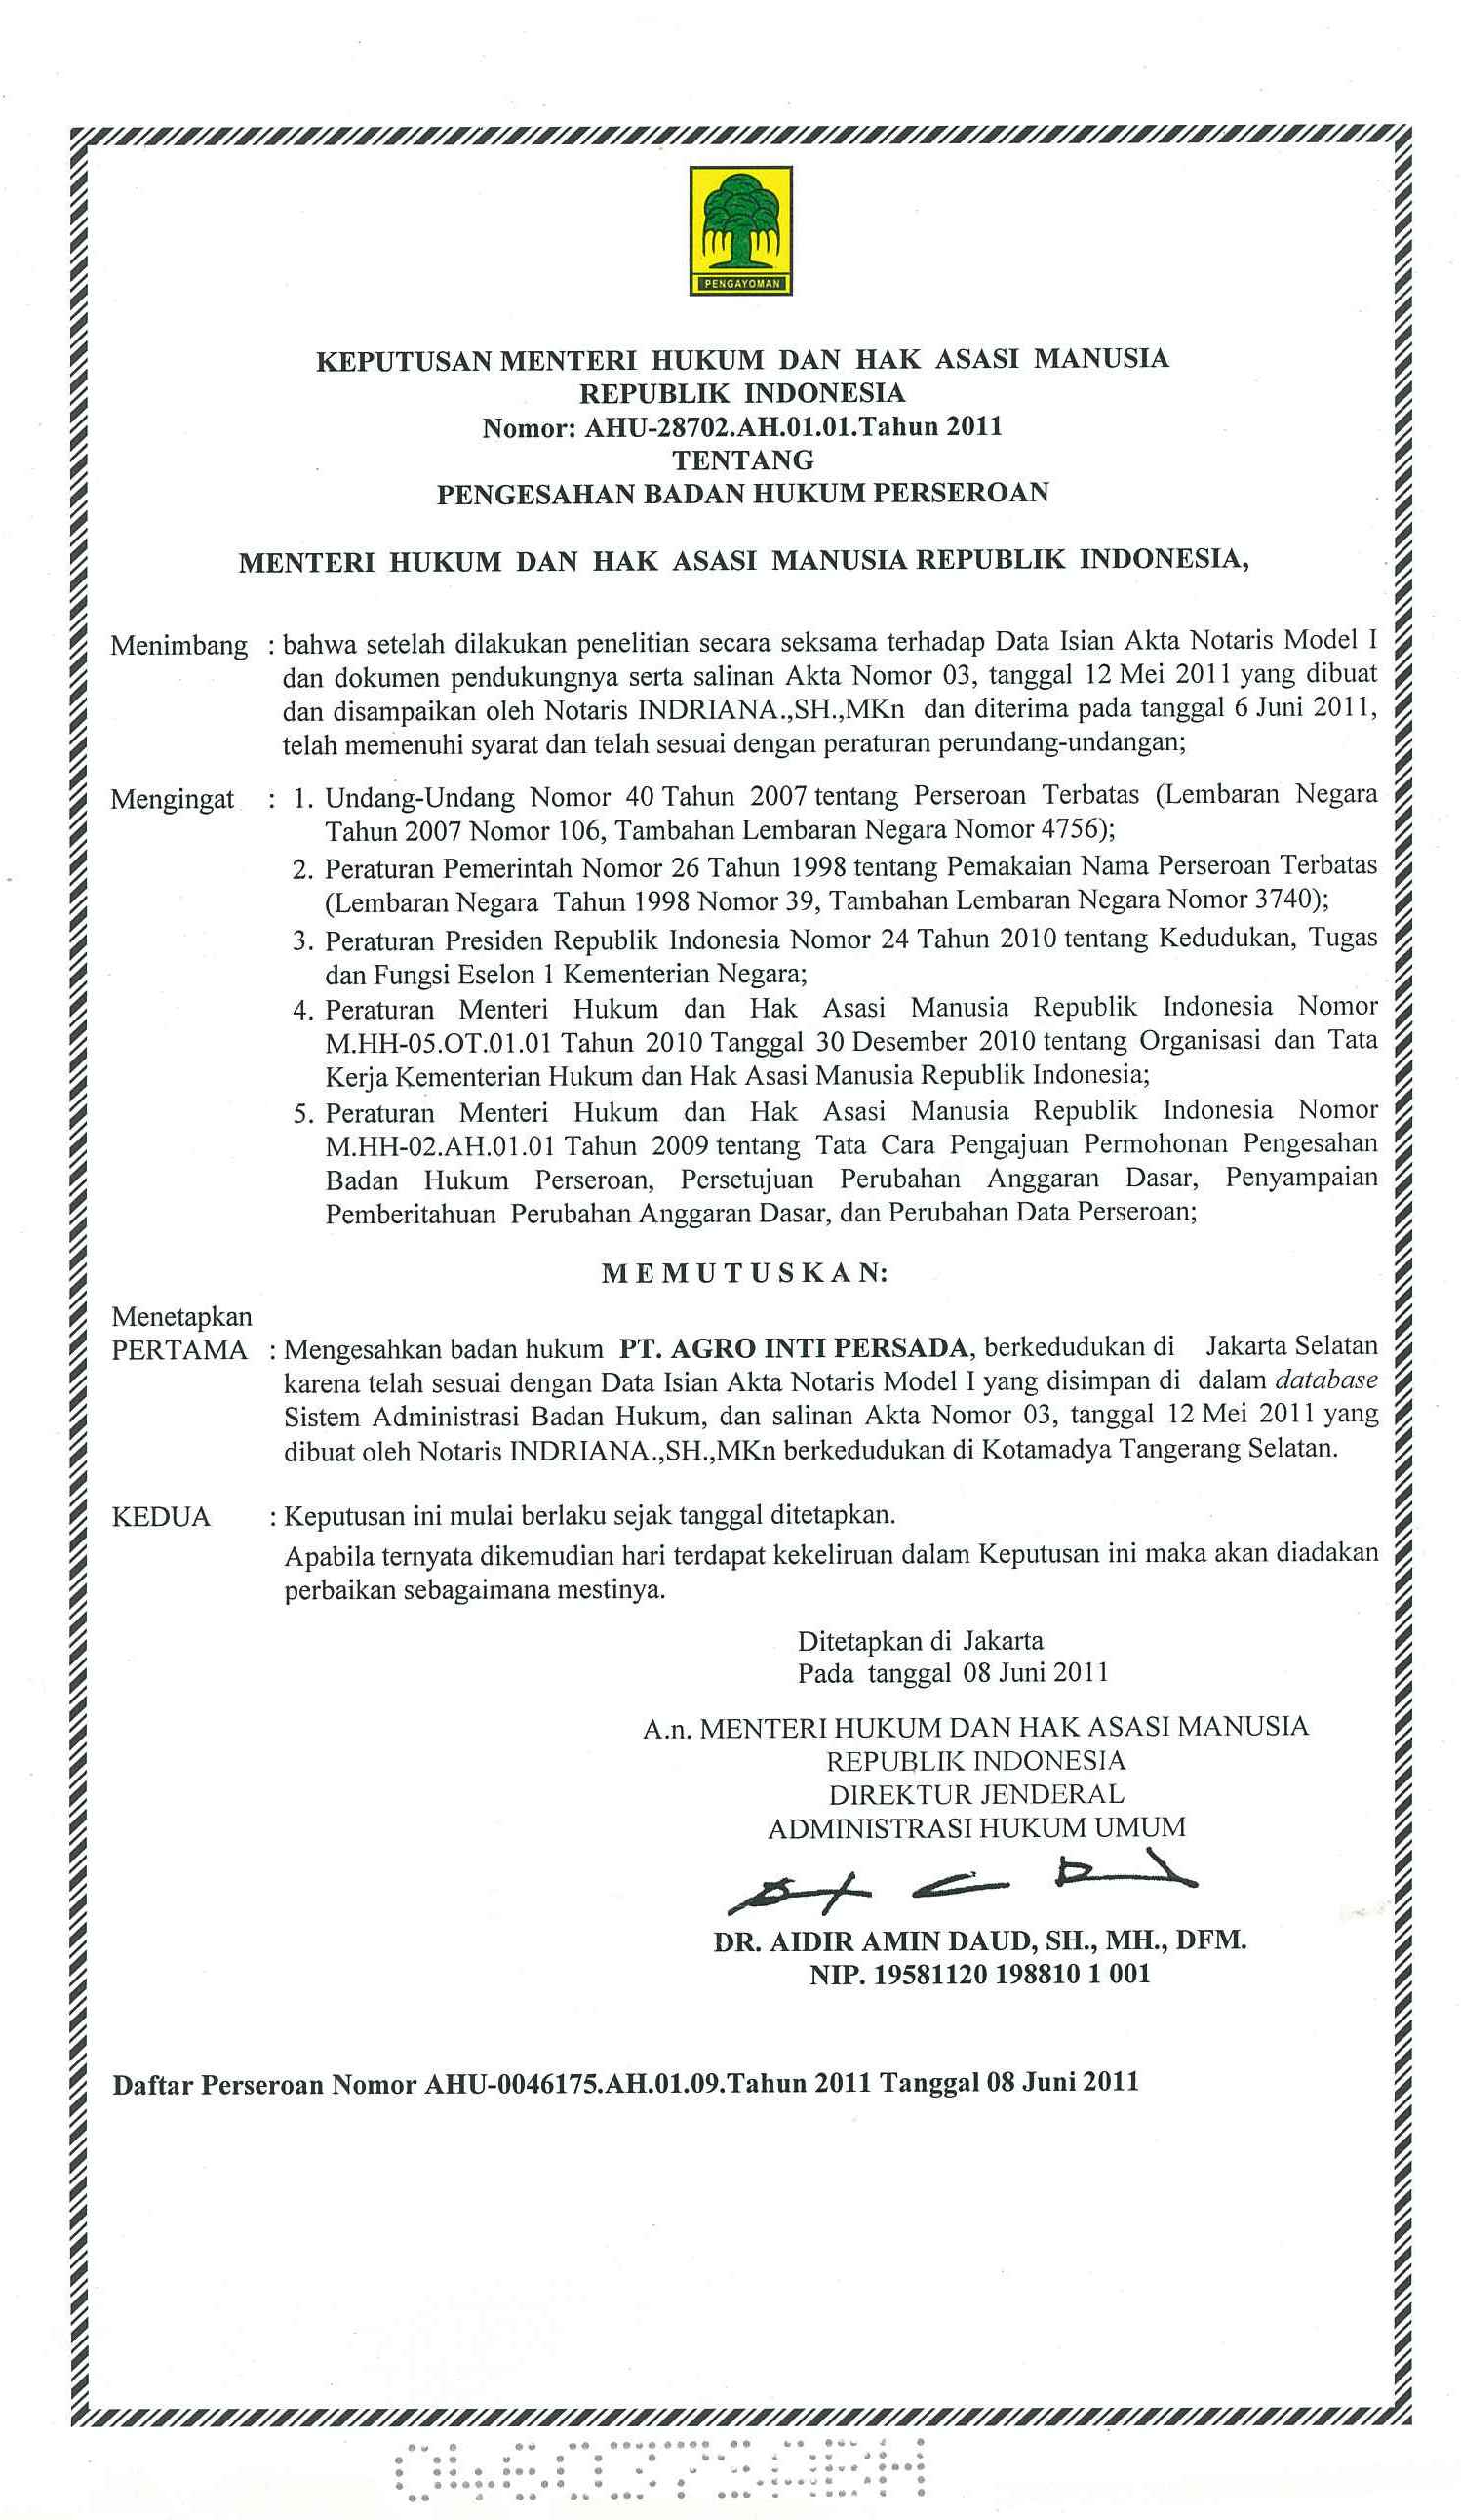 PENGAYOMAN
KEPUTUSAN MENTERI HUKUM DAN HAK ASASI MANUSIA
REPUBLIK INDONESIA
Nomor: AHU-28702.AH.01.01.Tahun 2011
TENTANG
PENGESAHAN BADAN HUKUM PERSEROAN
MENTERI HUKUM DAN HAK ASASI MANUSIA REPUBLIK INDONESIA,
Menimbang : bahwa setelah dilakukan penelitian secara seksama terhadap Data Isian Akta Notaris Model I
dan dokumen pendukungnya serta salinan Akta Nomor 03, tanggal 12 Mei 2011 yang dibuat
dan disampaikan oleh Notaris INDRIANA.,SH.,MKn dan diterima pada tanggal 6 Juni 2011,
telah memenuhi syarat dan telah sesuai dengan peraturan perundang-undangan;
Mengingat : 1. Undang-Undang Nomor 40 Tahun 2007 tentang Perseroan Terbatas (Lembaran Negara
Tahun 2007 Nomor 106, Tambahan Lembaran Negara Nomor 4756);
2. Peraturan Pemerintah Nomor 26 Tahun 1998 tentang Pemakaian Nama Perseroan Terbatas
(Lembaran Negara Tahun 1998 Nomor 39, Tambahan Lembaran Negara Nomor 3740);
3. Peraturan Presiden Republik Indonesia Nomor 24 Tahun 2010 tentang Kedudukan, Tugas
dan Fungsi Eselon 1 Kementerian Negara;
4. Peraturan Menteri Hukum dan Hak Asasi Manusia Republik Indonesia Nomor
M.HH-05.OT.01.01 Tahun 2010 Tanggal 30 Desember 2010 tentang Organisasi dan Tata
Kerja Kementerian Hukum dan Hak Asasi Manusia Republik Indonesia;
5. Peraturan Menteri Hukum dan Hak Asasi Manusia Republik Indonesia Nomor
M.HH-02.AH.01.01 Tahun 2009 tentang Tata Cara Pengajuan Permohonan Pengesahan
Badan Hukum Perseroan, Persetujuan Perubahan Anggaran Dasar, Penyampaian
Pemberitahuan Perubahan Anggaran Dasar, dan Perubahan Data Perseroan;
M E M U T U S K A N:
Menetapkan
PERTAMA : Mengesahkan badan hukum PT. AGRO INTI PERSADA, berkedudukan di Jakarta Selatan
karena telah sesuai dengan Data Isian Akta Notaris Model I yang disimpan di dalam database
Sistem Administrasi Badan Hukum, dan salinan Akta Nomor 03, tanggal 12 Mei 2011 yang
dibuat oleh Notaris INDRIANA.,SH.,MKn berkedudukan di Kotamadya Tangerang Selatan.
KEDUA : Keputusan ini mulai berlaku sejak tanggal ditetapkan.
Apabila ternyata dikemudian hari terdapat kekeliruan dalam Keputusan ini maka akan diadakan
perbaikan sebagaimana mestinya.
Ditetapkan di Jakarta
Pada tanggal 08 Juni 2011
A.n. MENTERI HUKUM DAN HAK ASASI MANUSIA
REPUBLIK INDONESIA
DIREKTUR JENDERAL
ADMINISTRASI HUKUM UMUM
DR. AIDIR AMIN DAUD, SH., MH., DFM.
NIP. 19581120 198810 1 001
Daftar Perseroan Nomor AHU-0046175.AH.01.09.Tahun 2011 Tanggal 08 Juni 2011